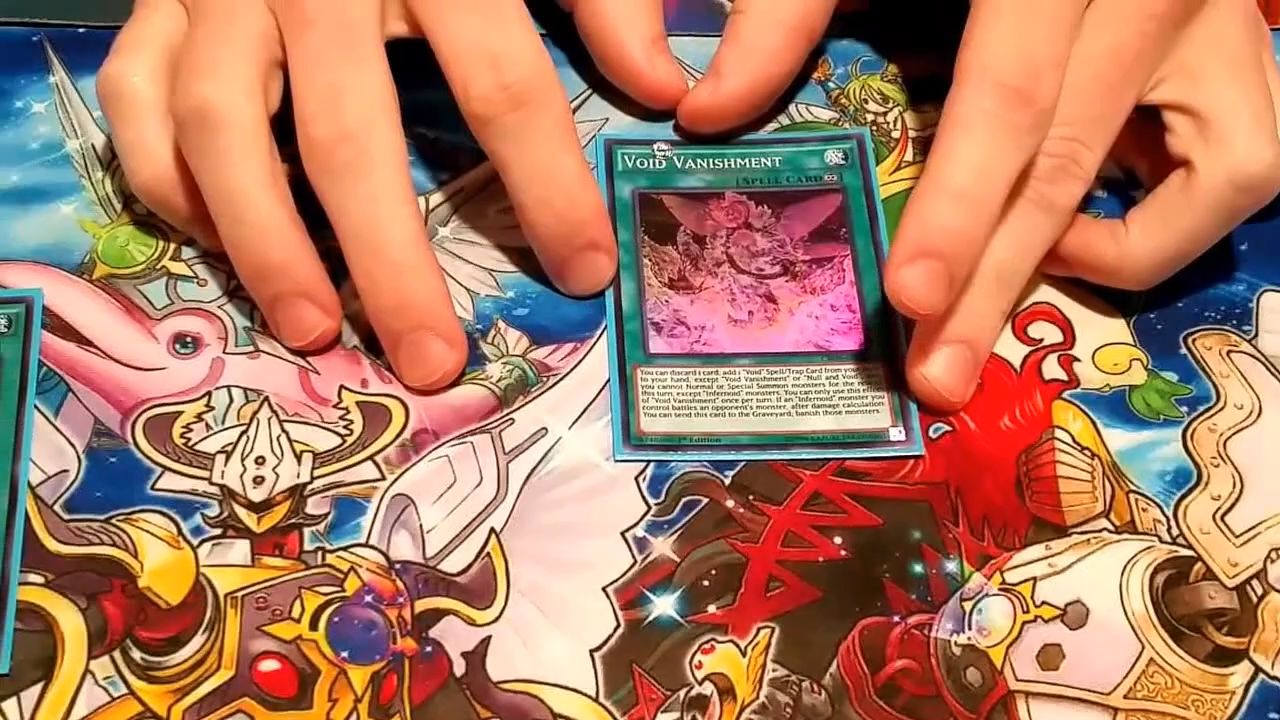 VOID VANISHMENT
[SPELL CARD
You can discard 1 card; add 1 "Void" Spell/Trap Card from your
to your hand, except "Void Vanishment" or "Null and Void",
you cannot Normal or Special Summon monsters for the
this turn, except "Infernoid" monsters. You can only use this effect
of "Void Vanishment" once per turn. If an "Infernoid" monster you
control battles an opponent's monster, after damage calculation:
You can send this card to the Graveyard; banish those monsters.
1st Edition